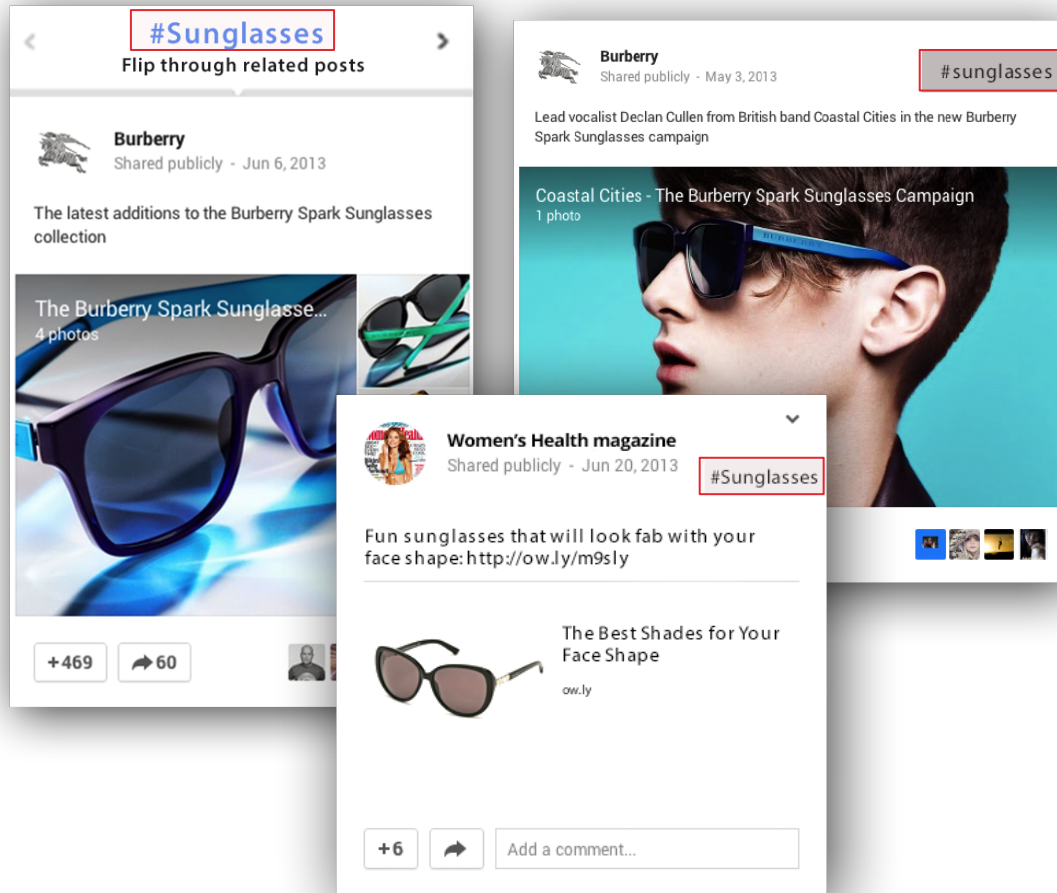 #Sunglasses
Flip through related posts
Burberry
Shared publicly - Jun 6, 2013
The latest additions to the Burberry Spark Sunglasses
collection
The Burberry Spark Sunglasse...
4 photos
+469
60
Burberry
Shared publicly - May 3, 2013
#sunglasses
Lead vocalist Declan Cullen from British band Coastal Cities in the new Burberry
Spark Sunglasses campaign
Coastal Cities - The Burberry Spark Sunglasses Campaign
1 photo
BURBERRY
Women's Health magazine
Shared publicly - Jun 20, 2013
#Sunglasses
Fun sunglasses that will look fab with your
face shape: http://ow.ly/m9sly
The Best Shades for Your
Face Shape
ow.ly
+6
Add a comment...